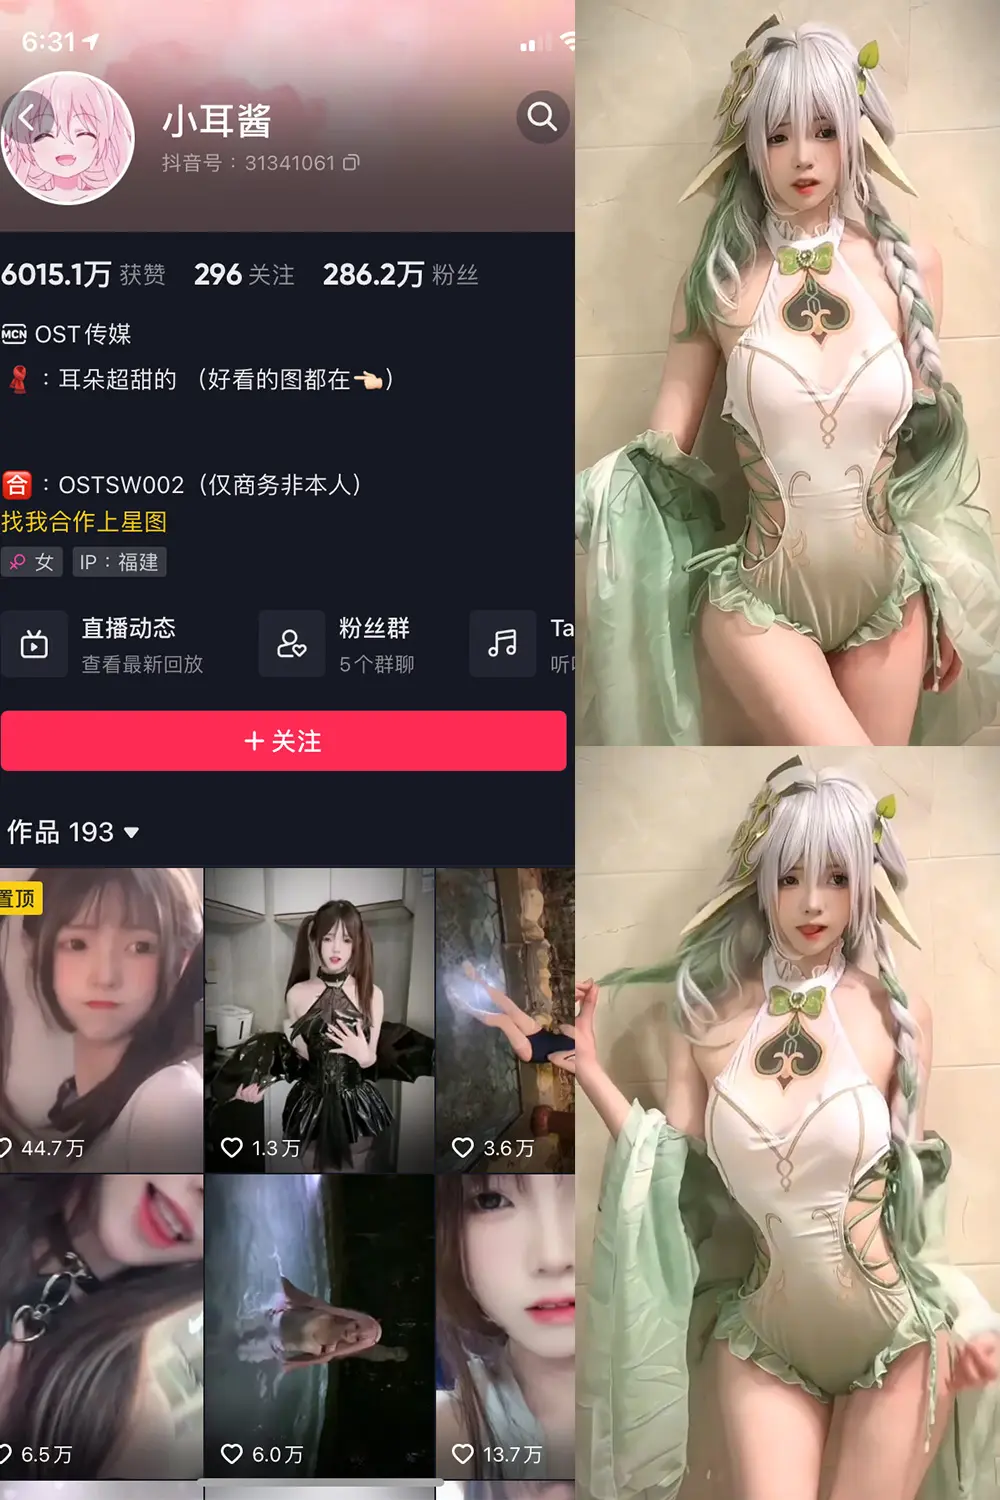 6:31
小耳酱
抖音号：31341061
6015.1万 获赞 296 关注 286.2万 粉丝
MCN OST传媒
：耳朵超甜的 （好看的图都在👈🏻）
合：OSTSW002（仅商务非本人）
找我合作上星图
女 IP：福建
直播动态 粉丝群 Ta
查看最新回放 5个群聊 听
+ 关注
作品 193
置顶
44.7万 1.3万 3.6万
6.5万 6.0万 13.7万